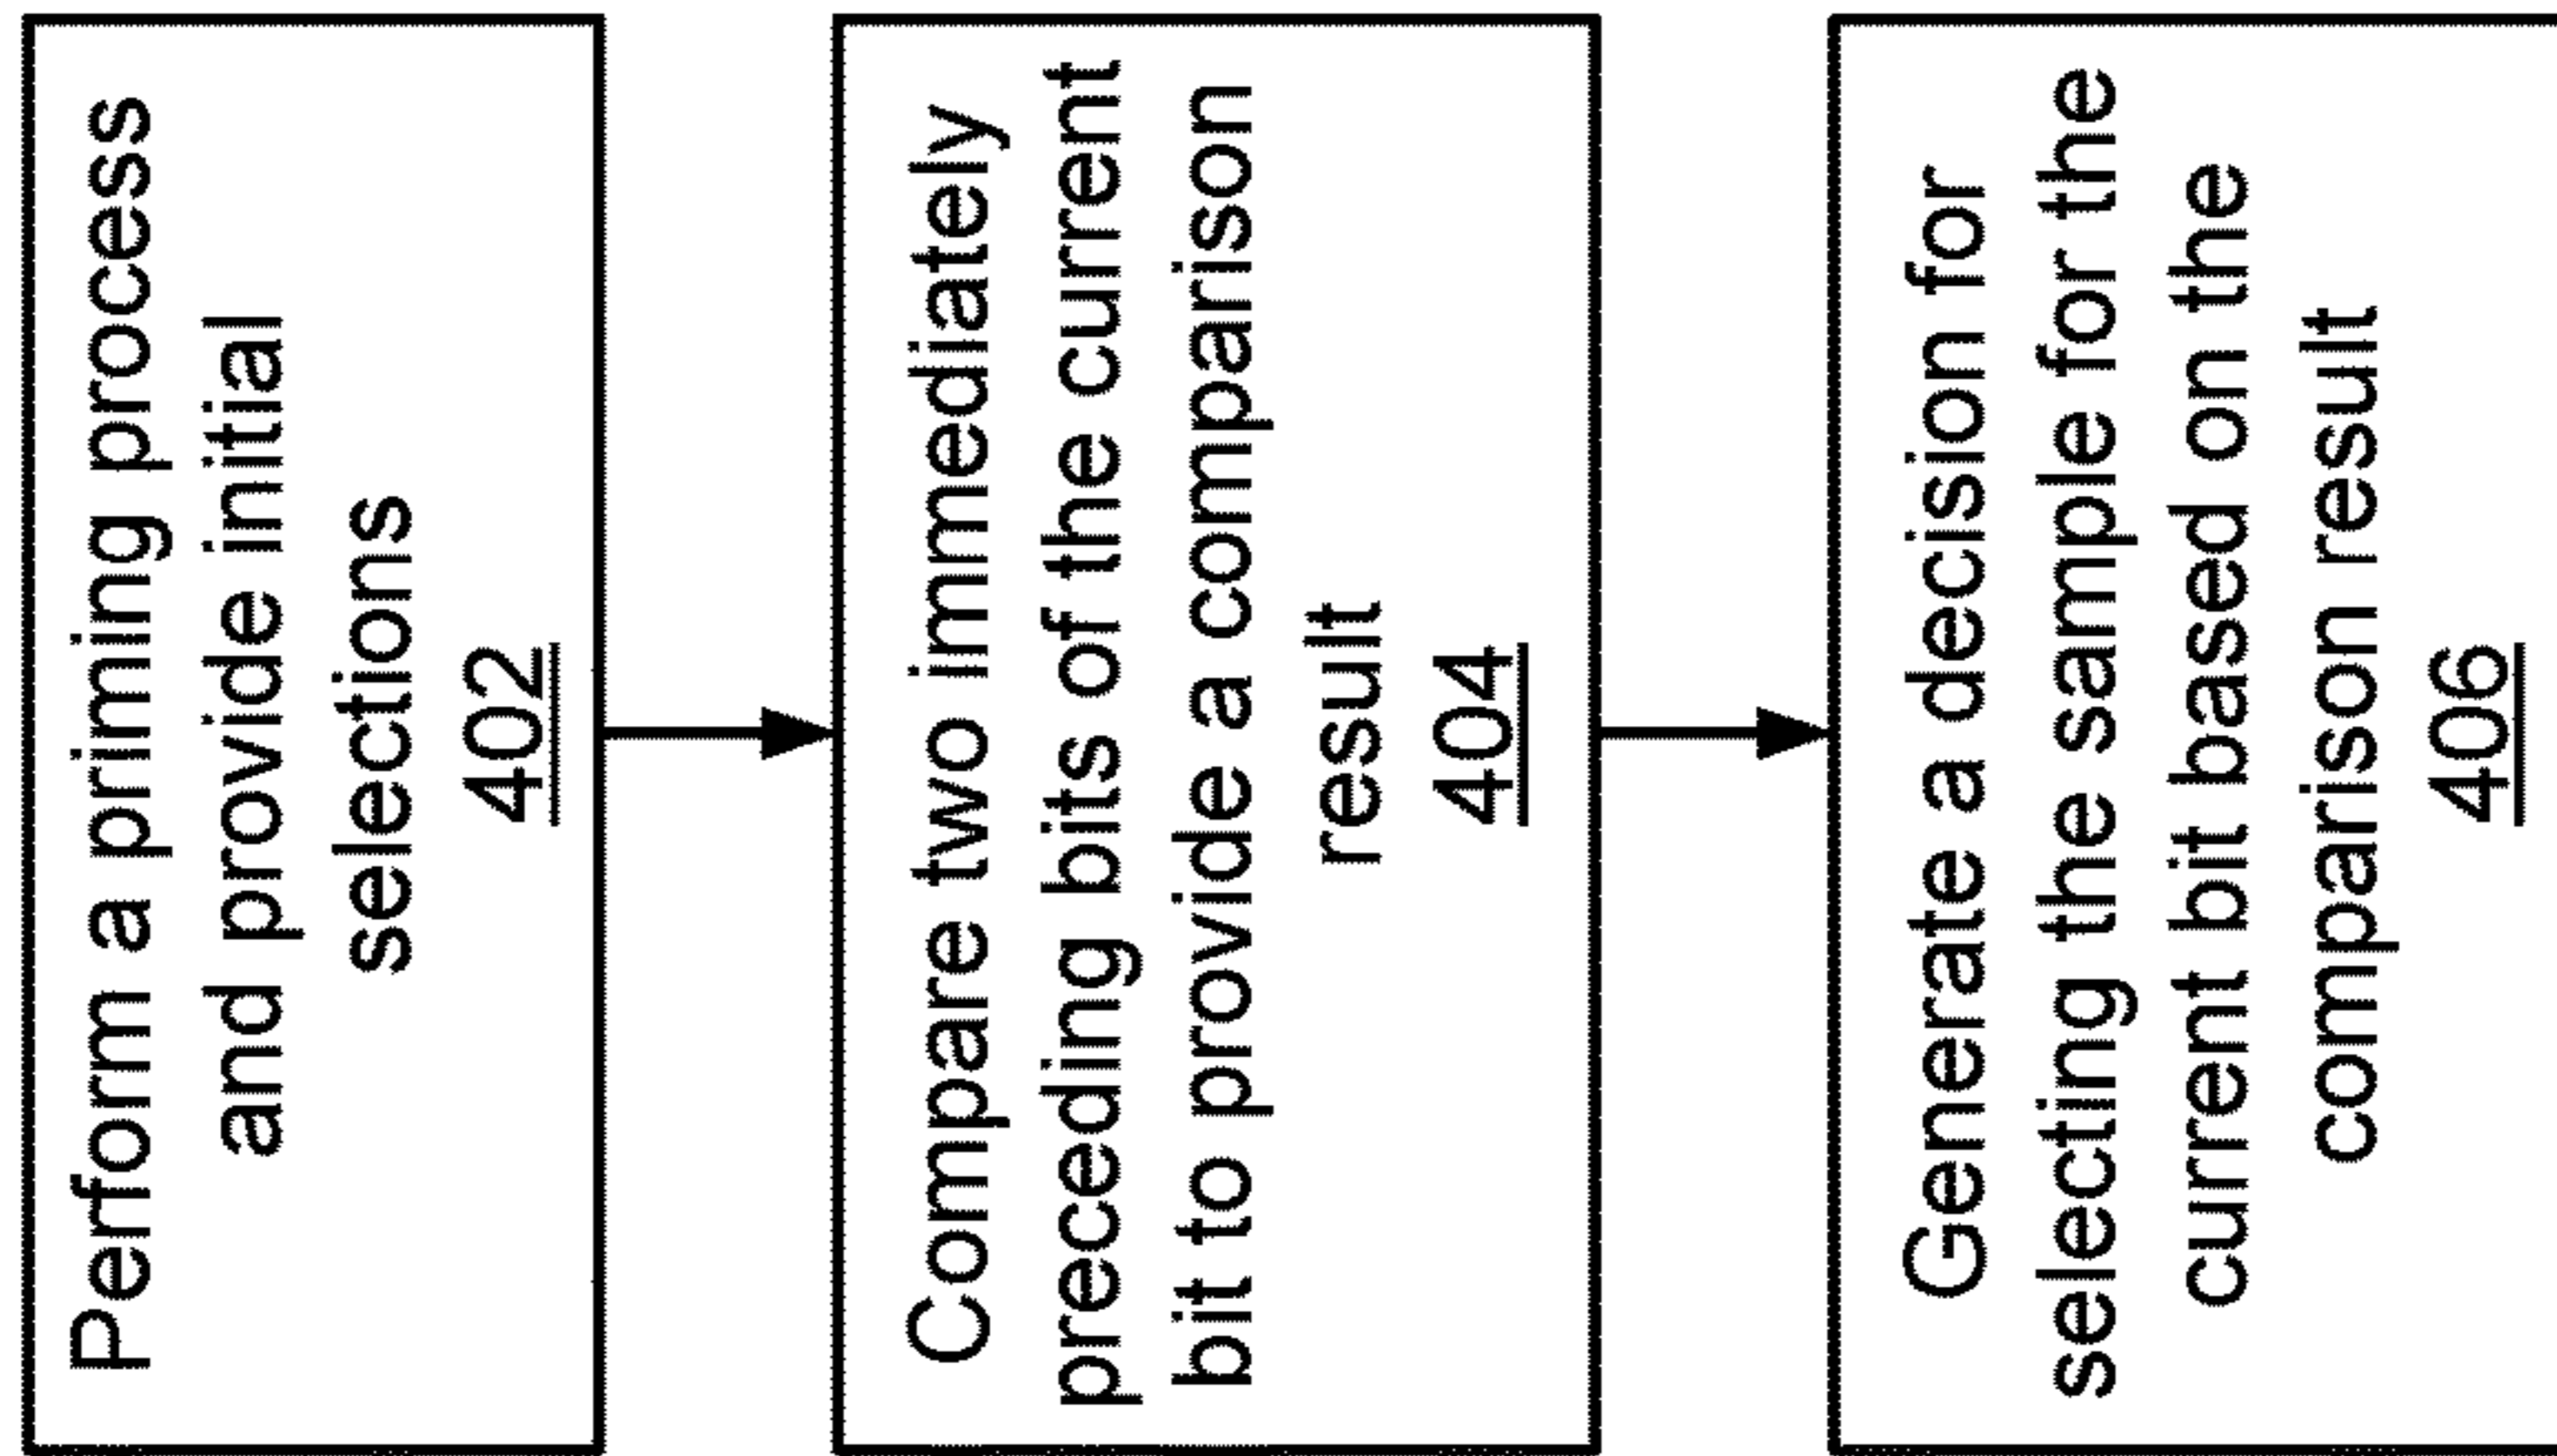 Perform a priming process
and provide initial
selections
402
Compare two immediately
preceding bits of the current
bit to provide a comparison
result
404
Generate a decision for
selecting the sample for the
current bit based on the
comparison result
406